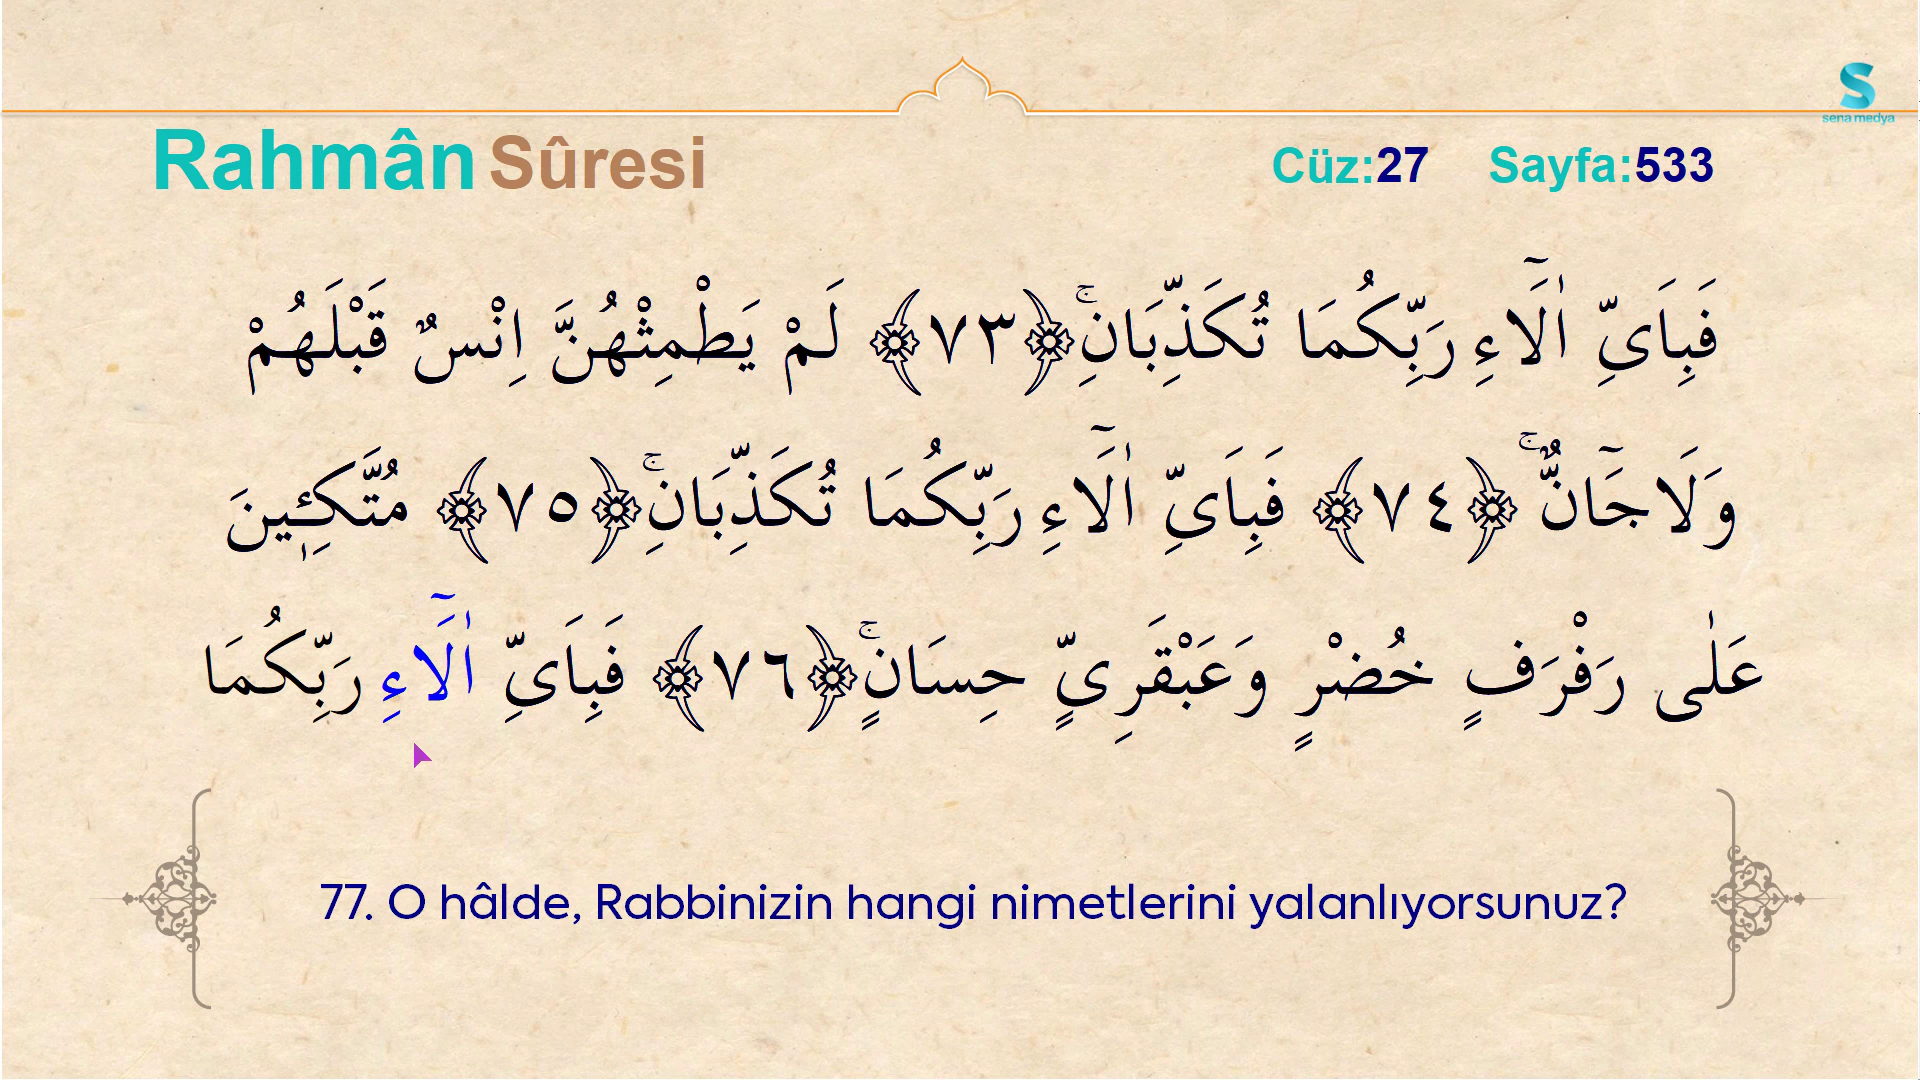 sena medya
Rahmân Sûresi Cüz:27 Sayfa:533
فَبِاَىِّ اٰلَٓاءِ رَبِّكُمَا تُكَذِّبَانِۚ ﴿٧٣﴾ لَمْ يَطْمِثْهُنَّ اِنْسٌ قَبْلَهُمْ
وَلَا جَٓانٌّۚ ﴿٧٤﴾ فَبِاَىِّ اٰلَٓاءِ رَبِّكُمَا تُكَذِّبَانِۚ ﴿٧٥﴾ مُتَّكِـٖٔينَ
عَلٰى رَفْرَفٍ خُضْرٍ وَعَبْقَرِىٍّ حِسَانٍۚ ﴿٧٦﴾ فَبِاَىِّ اٰلَٓاءِ رَبِّكُمَا
77. O hâlde, Rabbinizin hangi nimetlerini yalanlıyorsunuz?